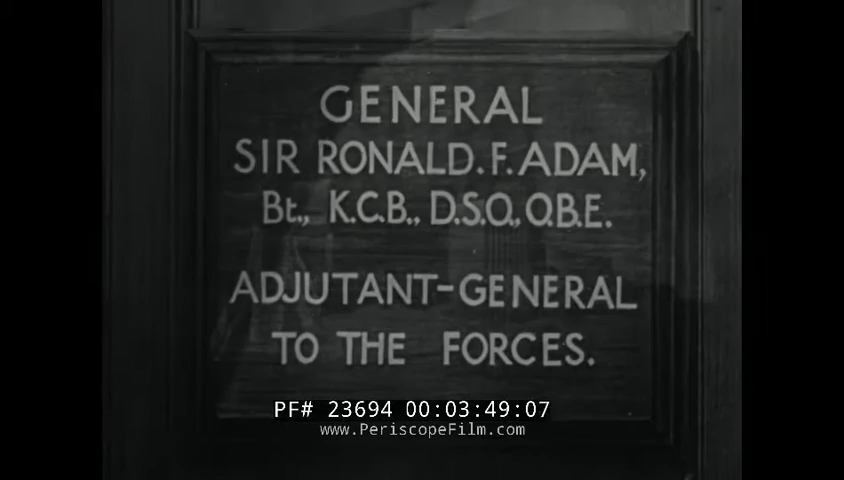 GENERAL
SIR RONALD.F.ADAM,
Bt., K.C.B., D.S.O., O.B.E.
ADJUTANT-GENERAL
TO THE FORCES.
PF# 23694 00:03:49:07
www.PeriscopeFilm.com